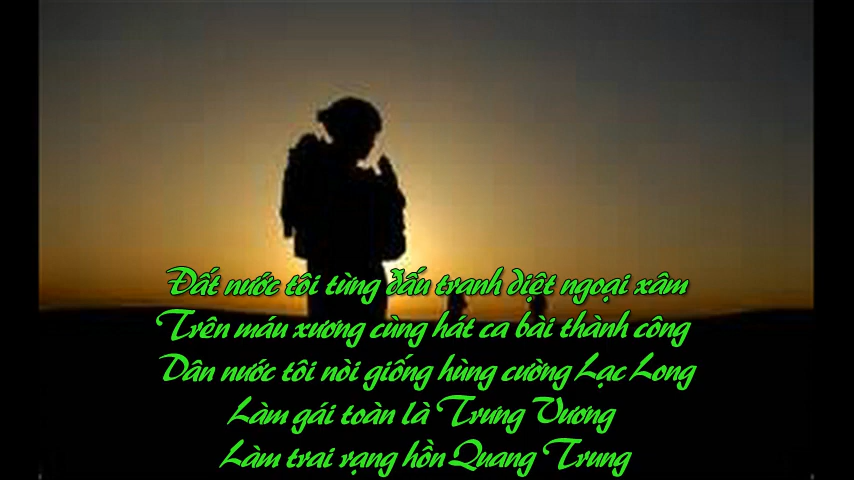 Đất nước tôi từng đấu tranh diệt ngoại xâm
Trên máu xương cùng hát ca bài thành công
Dân nước tôi nòi giống hùng cường Lạc Long
Làm gái toàn là Trưng Vương
Làm trai rạng hồn Quang Trung